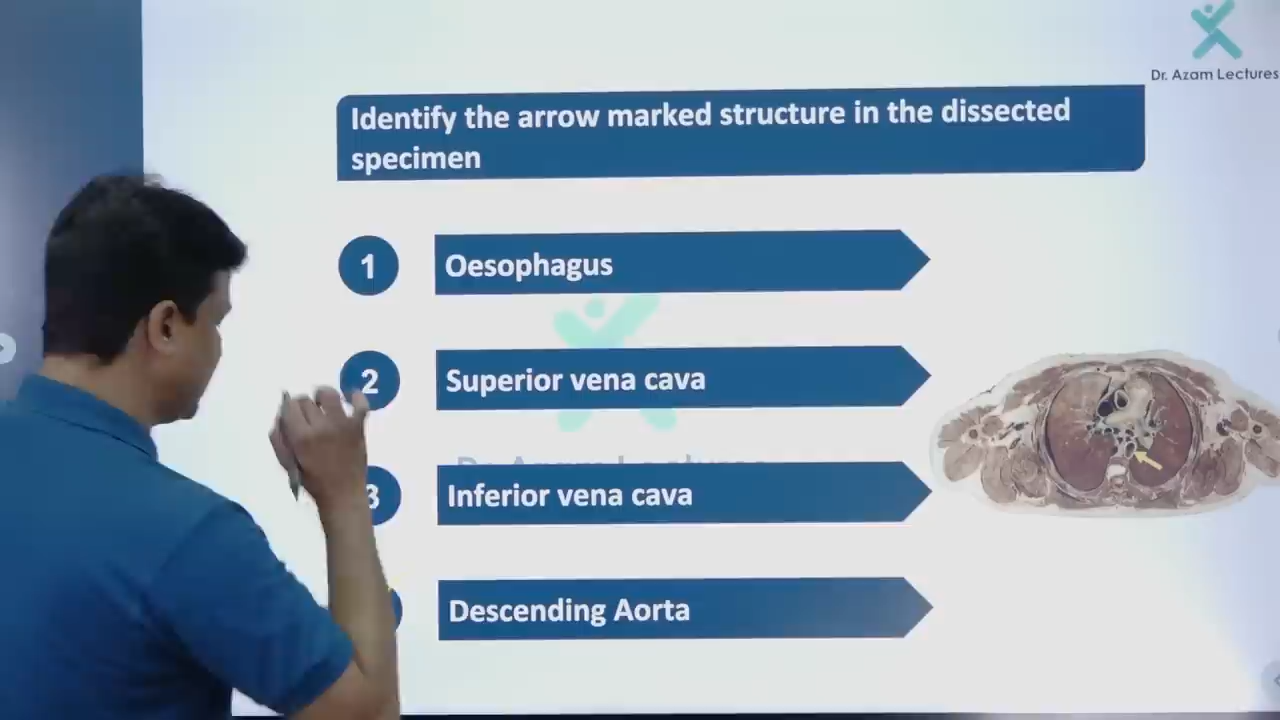 Dr. Azam Lectures
Identify the arrow marked structure in the dissected
specimen
1
Oesophagus
2
Superior vena cava
3
Inferior vena cava
Descending Aorta